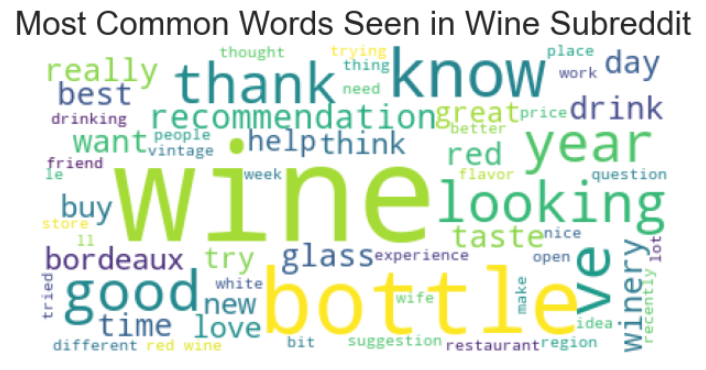 Most Common Words Seen in Wine Subreddit
thought trying place
really thing know day
best thank need work
drinking recommendation great price drink
want people help think better year
vintage red
friend wine flavor question
le week looking
buy taste nice
store
ll try glass experience open ve winery lot
bordeaux
tried good white bottle wife make recently
new
time love idea
different red wine bit suggestion restaurant region